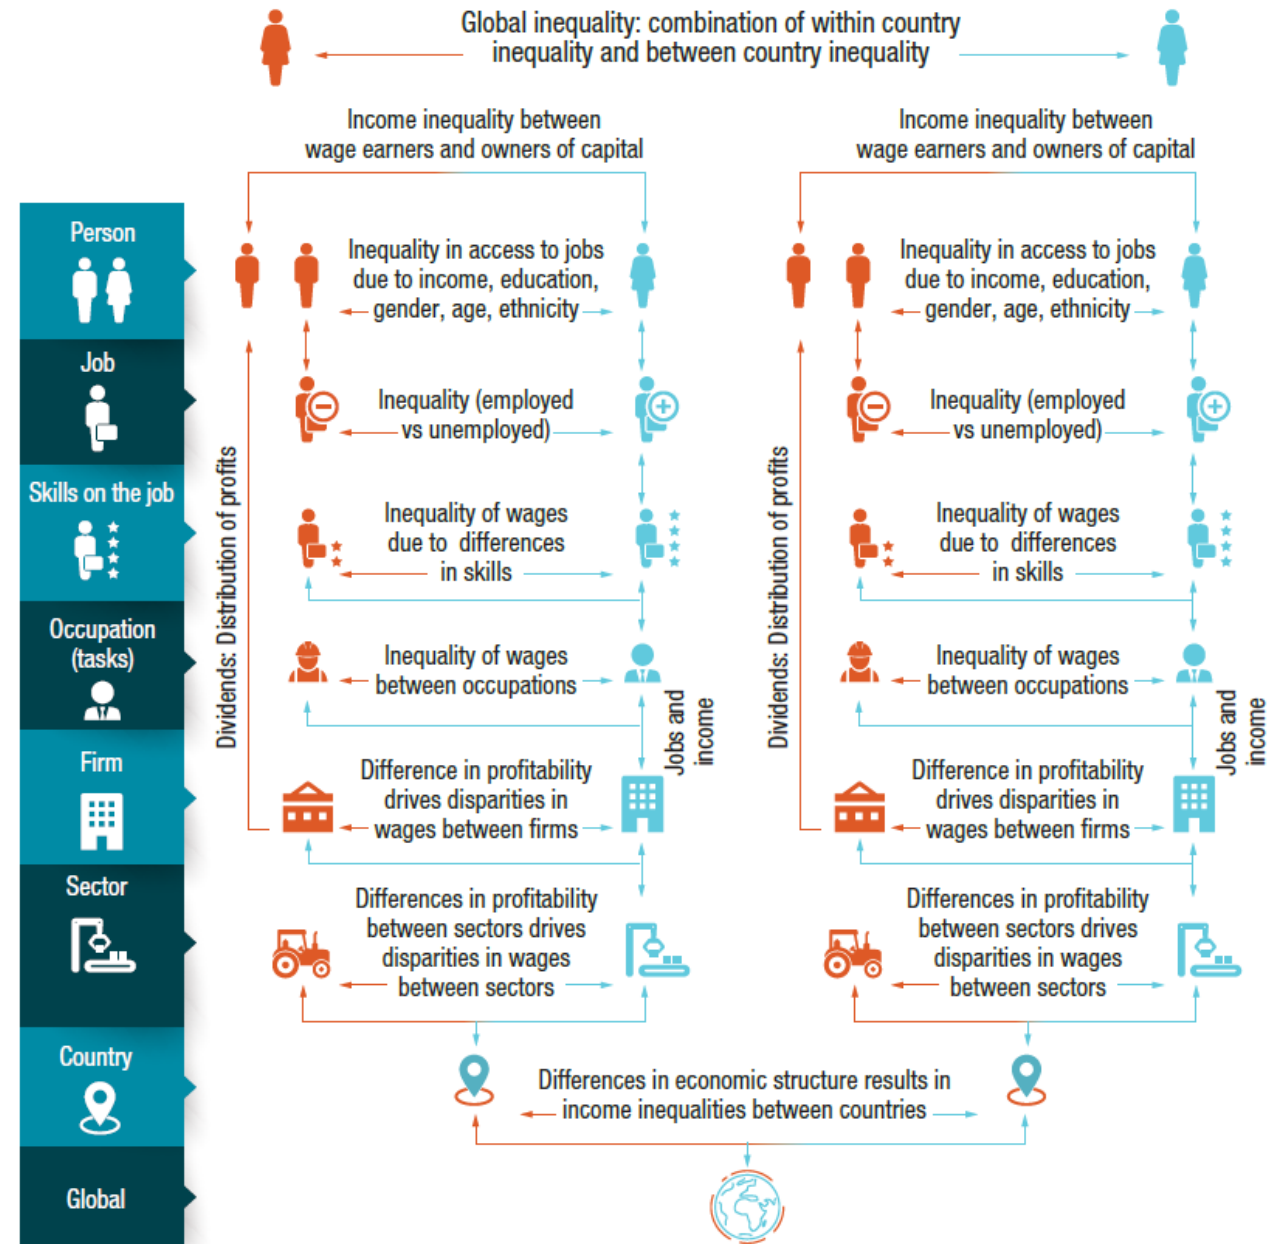 Global inequality: combination of within country
inequality and between country inequality
Income inequality between
wage earners and owners of capital
Income inequality between
wage earners and owners of capital
Person
Inequality in access to jobs
due to income, education,
gender, age, ethnicity
Inequality in access to jobs
due to income, education,
gender, age, ethnicity
Job
Inequality (employed
vs unemployed)
Inequality (employed
vs unemployed)
Skills on the job
Inequality of wages
due to differences
in skills
Inequality of wages
due to differences
in skills
Dividends: Distribution of profits
Dividends: Distribution of profits
Occupation
(tasks)
Inequality of wages
between occupations
Inequality of wages
between occupations
Jobs and
income
Jobs and
income
Firm
Difference in profitability
drives disparities in
wages between firms
Difference in profitability
drives disparities in
wages between firms
Sector
Differences in profitability
between sectors drives
disparities in wages
between sectors
Differences in profitability
between sectors drives
disparities in wages
between sectors
Country
Differences in economic structure results in
income inequalities between countries
Global